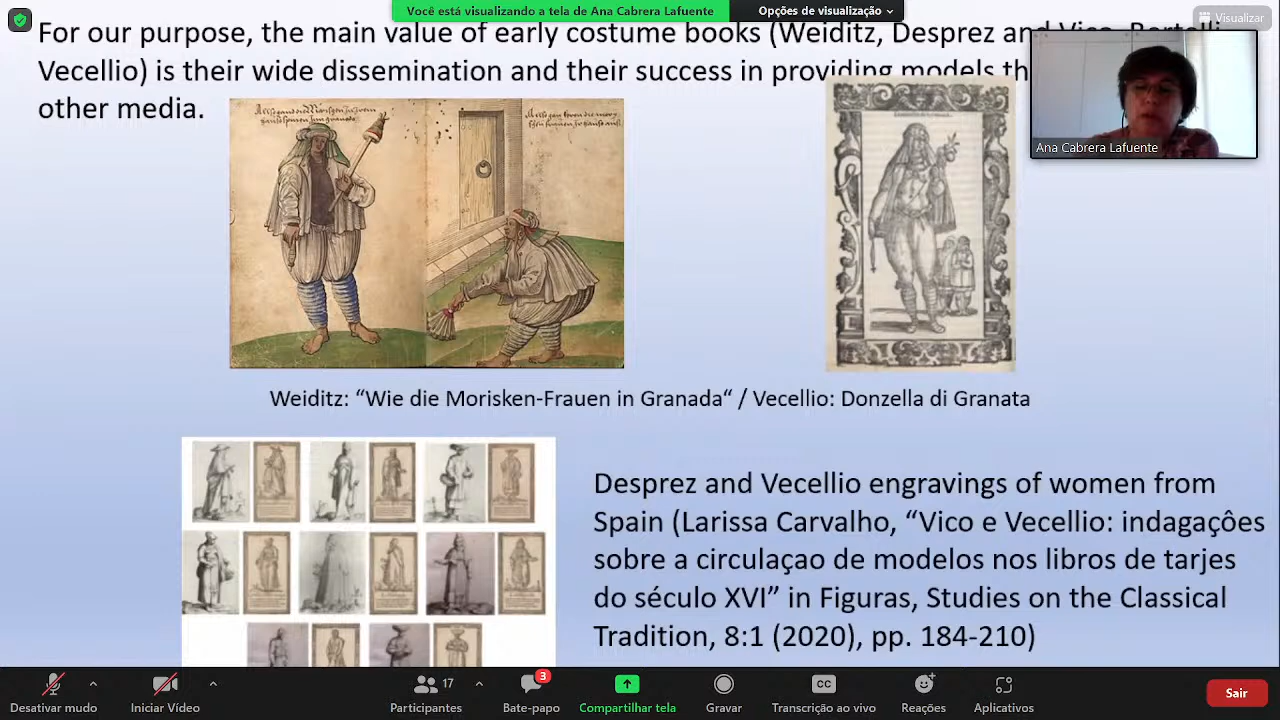 Você está visualizando a tela de Ana Cabrera Lafuente
Opções de visualização
Visualizar
For our purpose, the main value of early costume books (Weiditz, Desprez and
Vecellio) is their wide dissemination and their success in providing models
other media.
Ana Cabrera Lafuente
Weiditz: “Wie die Morisken-Frauen in Granada“ / Vecellio: Donzella di Granata
Desprez and Vecellio engravings of women from
Spain (Larissa Carvalho, “Vico e Vecellio: indagaçôes
sobre a circulaçao de modelos nos libros de tarjes
do século XVI” in Figuras, Studies on the Classical
Tradition, 8:1 (2020), pp. 184-210)
Desativar mudo
Iniciar Vídeo
17
Participantes
3
Bate-papo
Compartilhar tela
Gravar
CC
Transcrição ao vivo
Reações
Aplicativos
Sair